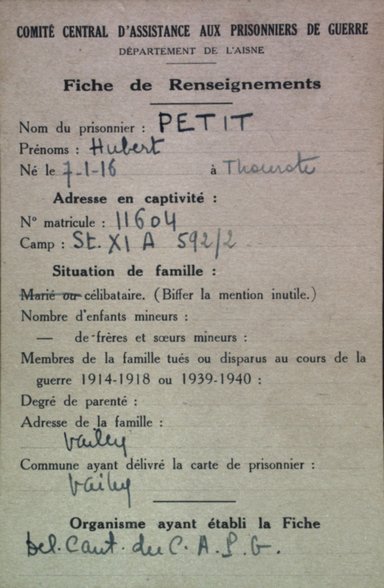 COMITÉ CENTRAL D'ASSISTANCE AUX PRISONNIERS DE GUERRE
DÉPARTEMENT DE L'AISNE
Fiche de Renseignements
Nom du prisonnier : PETIT
Prénoms : Hubert
Né le 7-1-16 à Thourote
Adresse en captivité :
N° matricule : 11604
Camp : St. XI A 592/2
Situation de famille :
Marié ou célibataire. (Biffer la mention inutile.)
Nombre d'enfants mineurs :
— de frères et sœurs mineurs :
Membres de la famille tués ou disparus au cours de la
guerre 1914-1918 ou 1939-1940 :
Degré de parenté :
Adresse de la famille :
Vailly
Commune ayant délivré la carte de prisonnier :
Vailly
Organisme ayant établi la Fiche
Del. Cant. du C. A. P. G.